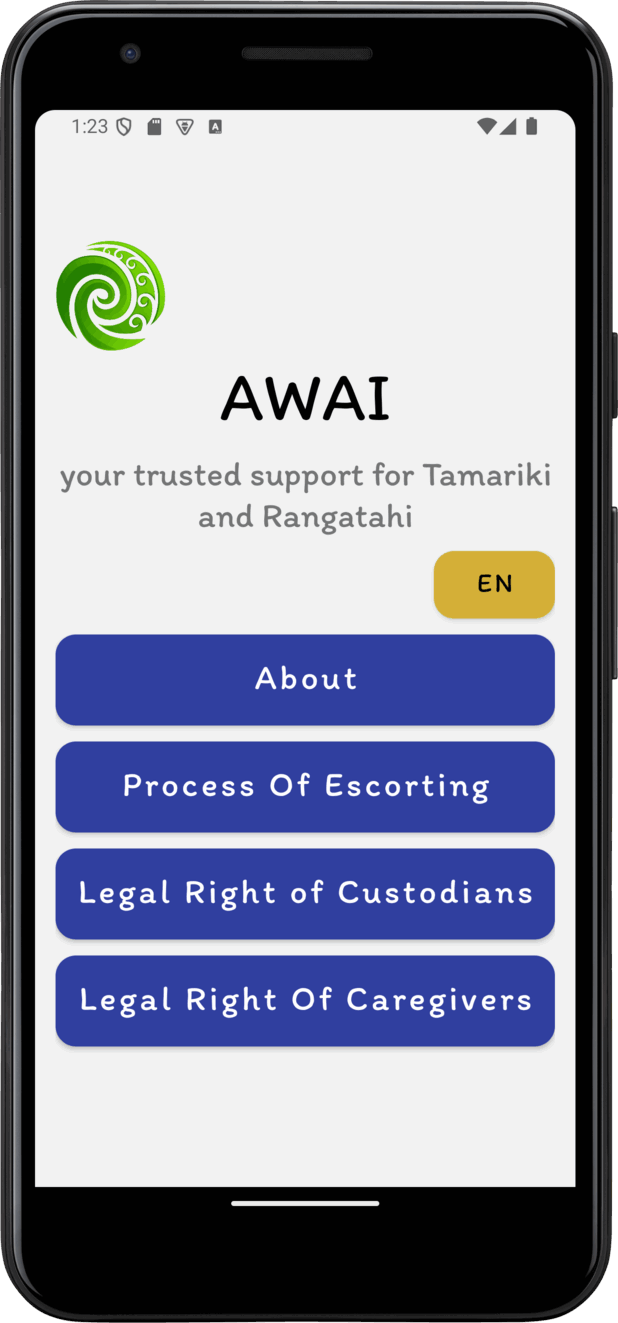 1:23
AWAI
your trusted support for Tamariki
and Rangatahi
EN
About
Process Of Escorting
Legal Right of Custodians
Legal Right Of Caregivers